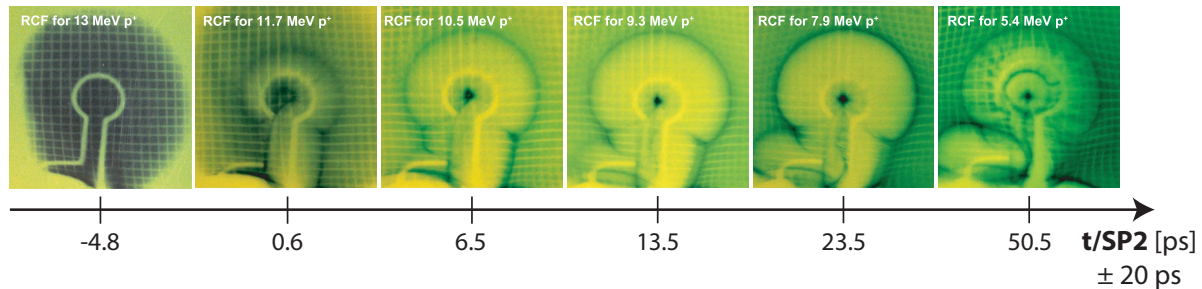 RCF for 13 MeV p⁺ RCF for 11.7 MeV p⁺ RCF for 10.5 MeV p⁺ RCF for 9.3 MeV p⁺ RCF for 7.9 MeV p⁺ RCF for 5.4 MeV p⁺
-4.8 0.6 6.5 13.5 23.5 50.5 t/SP2 [ps]
± 20 ps